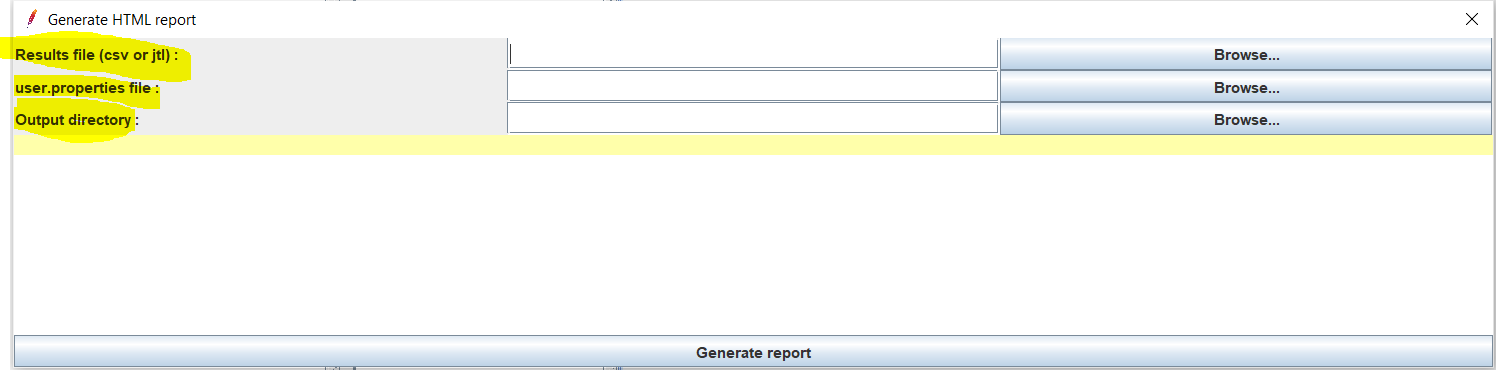 Generate HTML report
Results file (csv or jtl) : Browse...
user.properties file : Browse...
Output directory : Browse...
Generate report